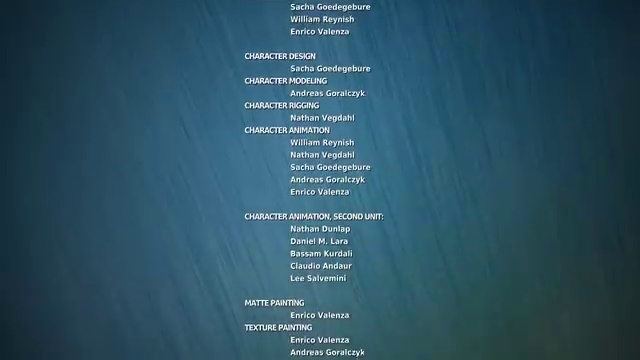 Sacha Goedegebure
William Reynish
Enrico Valenza
CHARACTER DESIGN
Sacha Goedegebure
CHARACTER MODELING
Andreas Goralczyk
CHARACTER RIGGING
Nathan Vegdahl
CHARACTER ANIMATION
William Reynish
Nathan Vegdahl
Sacha Goedegebure
Andreas Goralczyk
Enrico Valenza
CHARACTER ANIMATION, SECOND UNIT:
Nathan Dunlap
Daniel M. Lara
Bassam Kurdali
Claudio Andaur
Lee Salvemini
MATTE PAINTING
Enrico Valenza
TEXTURE PAINTING
Enrico Valenza
Andreas Goralczyk